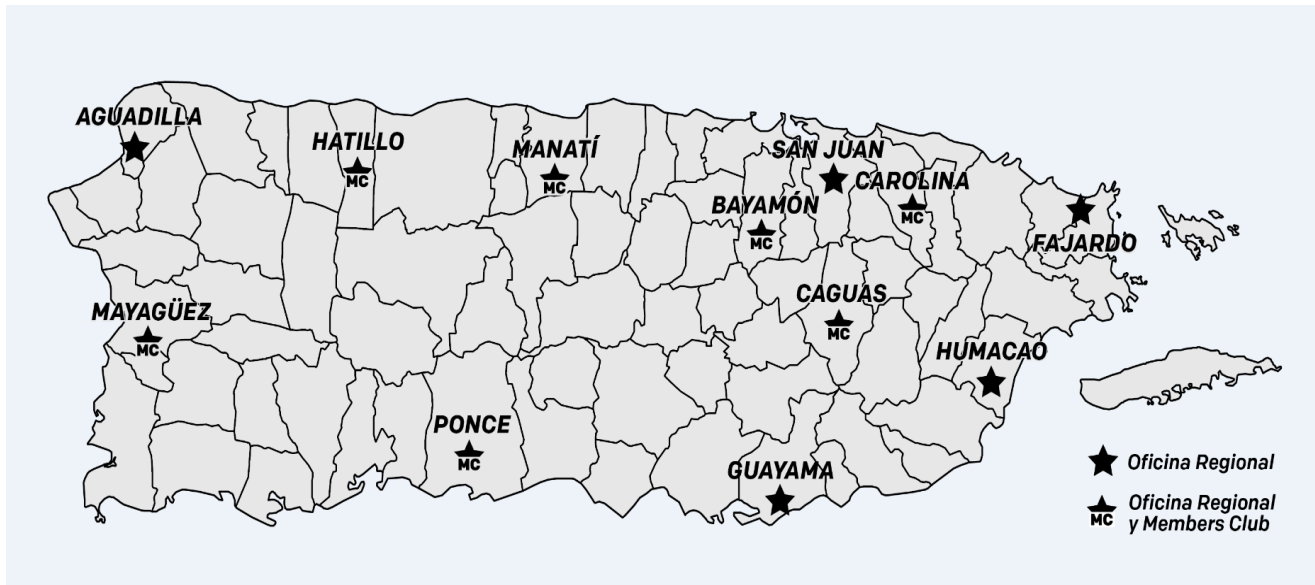 AGUADILLA
HATILLO
MC
MANATÍ
MC
SAN JUAN
CAROLINA
MC
BAYAMÓN
MC
FAJARDO
MAYAGÜEZ
MC
CAGUAS
MC
HUMACAO
PONCE
MC
GUAYAMA
Oficina Regional
MC
Oficina Regional
y Members Club